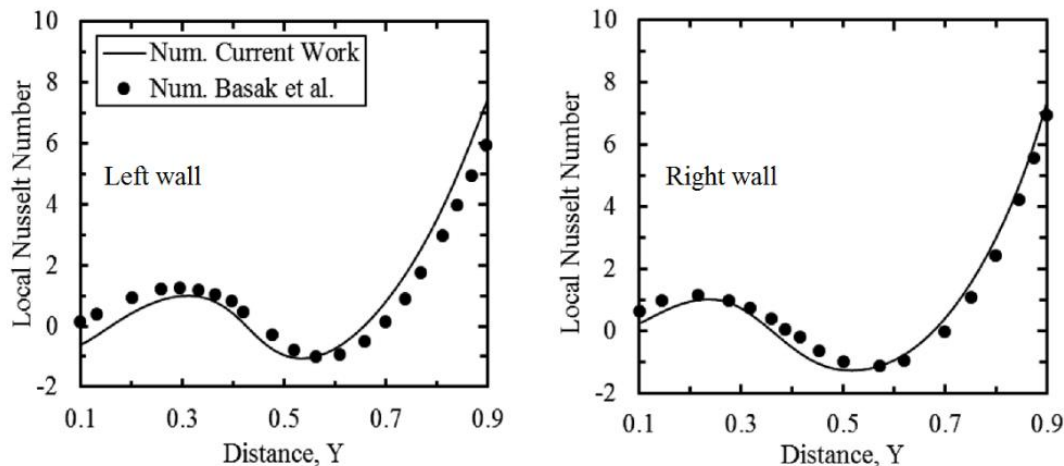 10
8
6
4
2
0
-2
Local Nusselt Number
Num. Current Work
Num. Basak et al.
Left wall
0.1 0.3 0.5 0.7 0.9
Distance, Y
10
8
6
4
2
0
-2
Local Nusselt Number
Right wall
0.1 0.3 0.5 0.7 0.9
Distance, Y